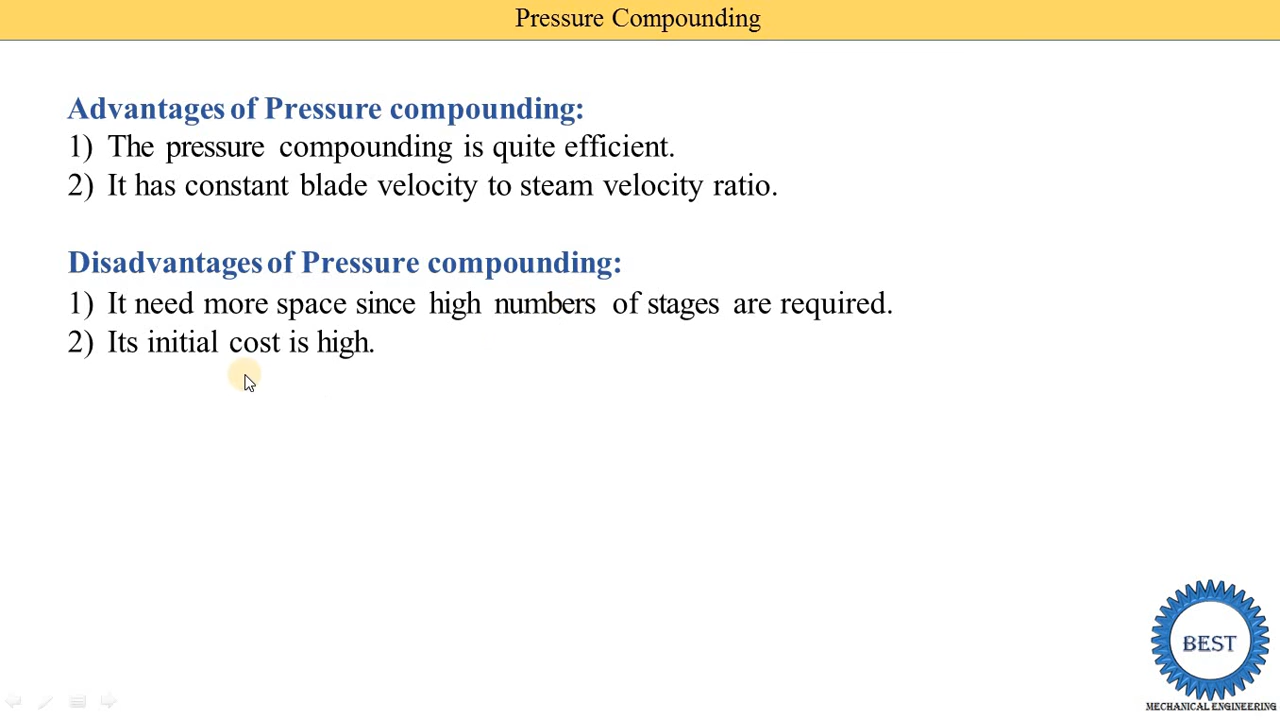 Pressure Compounding
Advantages of Pressure compounding:
1) The pressure compounding is quite efficient.
2) It has constant blade velocity to steam velocity ratio.
Disadvantages of Pressure compounding:
1) It need more space since high numbers of stages are required.
2) Its initial cost is high.
BEST
MECHANICAL ENGINEERING